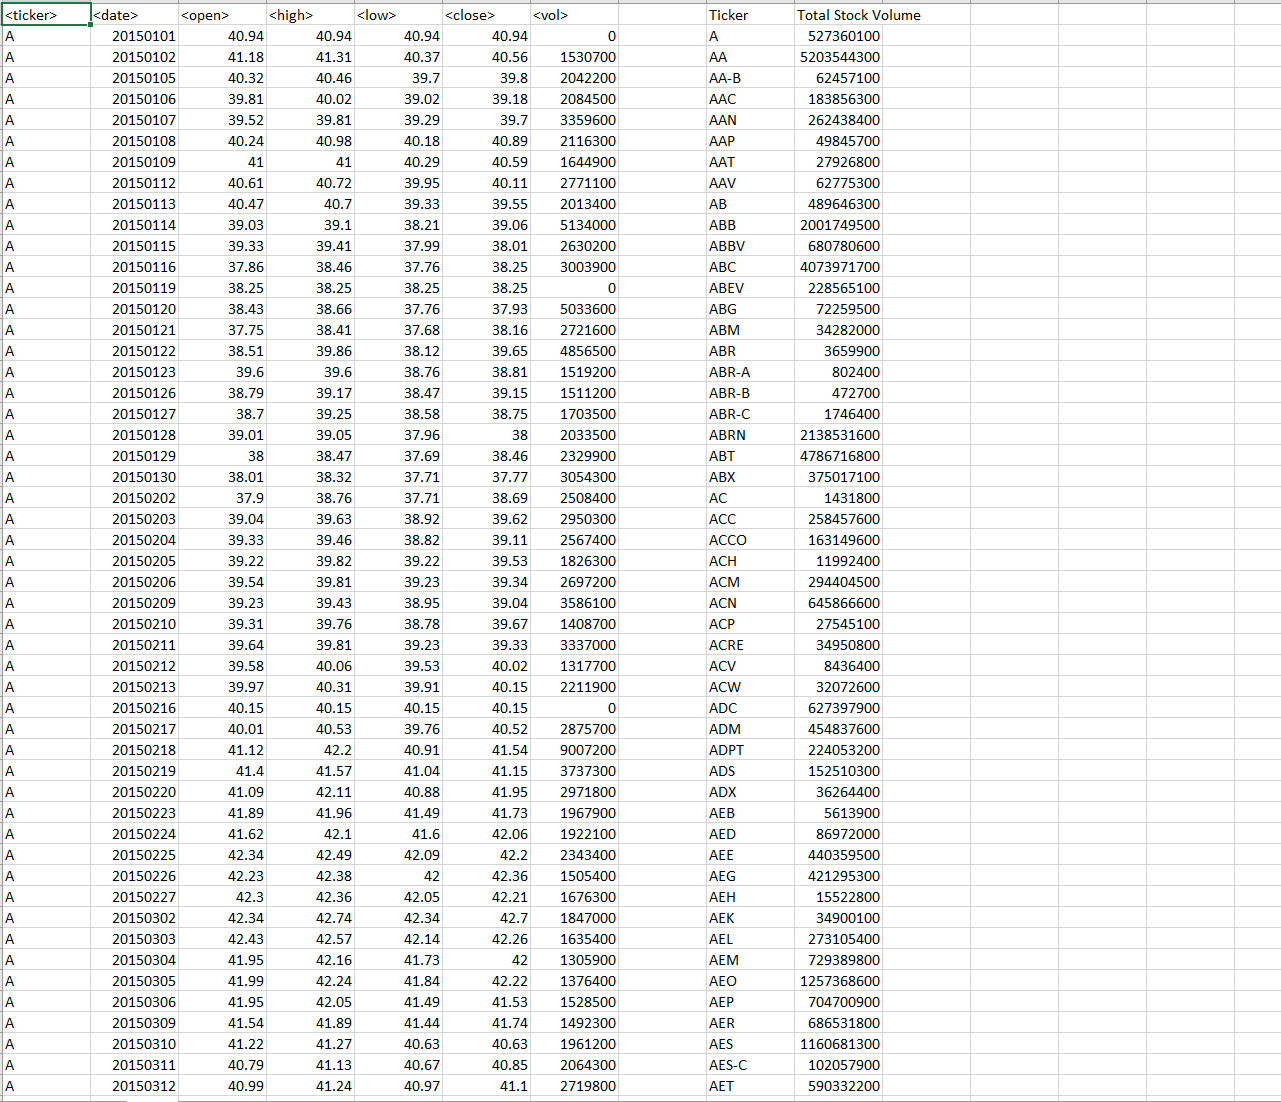 <ticker> <date> <open> <high> <low> <close> <vol> Ticker Total Stock Volume
A 20150101 40.94 40.94 40.94 40.94 0 A 527360100
A 20150102 41.18 41.31 40.37 40.56 1530700 AA 5203544300
A 20150105 40.32 40.46 39.7 39.8 2042200 AA-B 62457100
A 20150106 39.81 40.02 39.02 39.18 2084500 AAC 183856300
A 20150107 39.52 39.81 39.29 39.7 3359600 AAN 262438400
A 20150108 40.24 40.98 40.18 40.89 2116300 AAP 49845700
A 20150109 41 41 40.29 40.59 1644900 AAT 27926800
A 20150112 40.61 40.72 39.95 40.11 2771100 AAV 62775300
A 20150113 40.47 40.7 39.33 39.55 2013400 AB 489646300
A 20150114 39.03 39.1 38.21 39.06 5134000 ABB 2001749500
A 20150115 39.33 39.41 37.99 38.01 2630200 ABBV 680780600
A 20150116 37.86 38.46 37.76 38.25 3003900 ABC 4073971700
A 20150119 38.25 38.25 38.25 38.25 0 ABEV 228565100
A 20150120 38.43 38.66 37.76 37.93 5033600 ABG 72259500
A 20150121 37.75 38.41 37.68 38.16 2721600 ABM 34282000
A 20150122 38.51 39.86 38.12 39.65 4856500 ABR 3659900
A 20150123 39.6 39.6 38.76 38.81 1519200 ABR-A 802400
A 20150126 38.79 39.17 38.47 39.15 1511200 ABR-B 472700
A 20150127 38.7 39.25 38.58 38.75 1703500 ABR-C 1746400
A 20150128 39.01 39.05 37.96 38 2033500 ABRN 2138531600
A 20150129 38 38.47 37.69 38.46 2329900 ABT 4786716800
A 20150130 38.01 38.32 37.71 37.77 3054300 ABX 375017100
A 20150202 37.9 38.76 37.71 38.69 2508400 AC 1431800
A 20150203 39.04 39.63 38.92 39.62 2950300 ACC 258457600
A 20150204 39.33 39.46 38.82 39.11 2567400 ACCO 163149600
A 20150205 39.22 39.82 39.22 39.53 1826300 ACH 11992400
A 20150206 39.54 39.81 39.23 39.34 2697200 ACM 294404500
A 20150209 39.23 39.43 38.95 39.04 3586100 ACN 645866600
A 20150210 39.31 39.76 38.78 39.67 1408700 ACP 27545100
A 20150211 39.64 39.81 39.23 39.33 3337000 ACRE 34950800
A 20150212 39.58 40.06 39.53 40.02 1317700 ACV 8436400
A 20150213 39.97 40.31 39.91 40.15 2211900 ACW 32072600
A 20150216 40.15 40.15 40.15 40.15 0 ADC 627397900
A 20150217 40.01 40.53 39.76 40.52 2875700 ADM 454837600
A 20150218 41.12 42.2 40.91 41.54 9007200 ADPT 224053200
A 20150219 41.4 41.57 41.04 41.15 3737300 ADS 152510300
A 20150220 41.09 42.11 40.88 41.95 2971800 ADX 36264400
A 20150223 41.89 41.96 41.49 41.73 1967900 AEB 5613900
A 20150224 41.62 42.1 41.6 42.06 1922100 AED 86972000
A 20150225 42.34 42.49 42.09 42.2 2343400 AEE 440359500
A 20150226 42.23 42.38 42 42.36 1505400 AEG 421295300
A 20150227 42.3 42.36 42.05 42.21 1676300 AEH 15522800
A 20150302 42.34 42.74 42.34 42.7 1847000 AEK 34900100
A 20150303 42.43 42.57 42.14 42.26 1635400 AEL 273105400
A 20150304 41.95 42.16 41.73 42 1305900 AEM 729389800
A 20150305 41.99 42.24 41.84 42.22 1376400 AEO 1257368600
A 20150306 41.95 42.05 41.49 41.53 1528500 AEP 704700900
A 20150309 41.54 41.89 41.44 41.74 1492300 AER 686531800
A 20150310 41.22 41.27 40.63 40.63 1961200 AES 1160681300
A 20150311 40.79 41.13 40.67 40.85 2064300 AES-C 102057900
A 20150312 40.99 41.24 40.97 41.1 2719800 AET 590332200